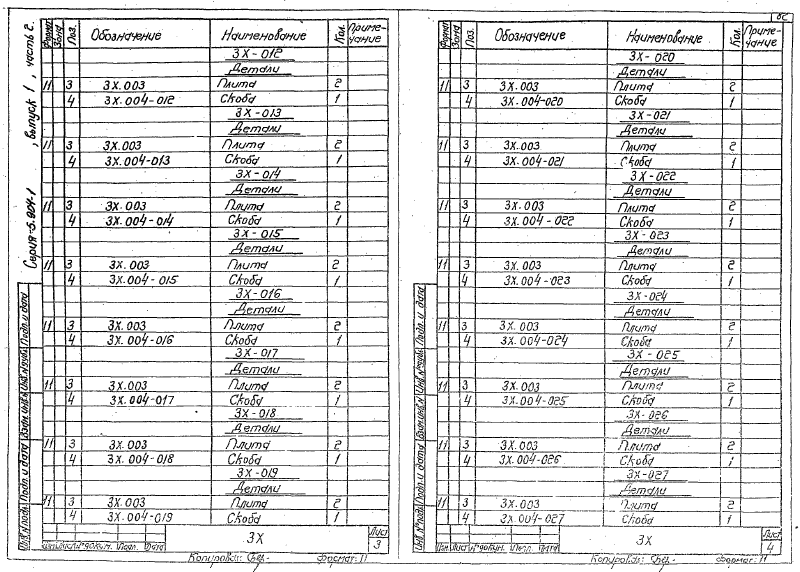 Серия 5.904-1 , выпуск 1 , часть 2.
Формат Зона Поз. Обозначение Наименование Кол. Примечание
3Х-012
Детали
11 3 3Х.003 Плита 2
4 3Х.004-012 Скоба 1
3Х-013
Детали
11 3 3Х.003 Плита 2
4 3Х.004-013 Скоба 1
3Х-014
Детали
11 3 3Х.003 Плита 2
4 3Х.004-014 Скоба 1
3Х-015
Детали
11 3 3Х.003 Плита 2
4 3Х.004-015 Скоба 1
3Х-016
Детали
11 3 3Х.003 Плита 2
4 3Х.004-016 Скоба 1
3Х-017
Детали
11 3 3Х.003 Плита 2
4 3Х.004-017 Скоба 1
3Х-018
Детали
11 3 3Х.003 Плита 2
4 3Х.004-018 Скоба 1
3Х-019
Детали
11 3 3Х.003 Плита 2
4 3Х.004-019 Скоба 1
Инв.№подл. Подп. и дата Взам.инв.№ Инв.№дубл. Подп. и дата
Изм. Лист №докум. Подп. Дата
3Х
Лист
3
Копировал: Формат: 11
Формат Зона Поз. Обозначение Наименование Кол. Примечание
3Х-020
Детали
11 3 3Х.003 Плита 2
4 3Х.004-020 Скоба 1
3Х-021
Детали
11 3 3Х.003 Плита 2
4 3Х.004-021 Скоба 1
3Х-022
Детали
11 3 3Х.003 Плита 2
4 3Х.004-022 Скоба 1
3Х-023
Детали
11 3 3Х.003 Плита 2
4 3Х.004-023 Скоба 1
3Х-024
Детали
11 3 3Х.003 Плита 2
4 3Х.004-024 Скоба 1
3Х-025
Детали
11 3 3Х.003 Плита 2
4 3Х.004-025 Скоба 1
3Х-026
Детали
11 3 3Х.003 Плита 2
4 3Х.004-026 Скоба 1
3Х-027
Детали
11 3 3Х.003 Плита 2
4 3Х.004-027 Скоба 1
Инв.№подл. Подп. и дата Взам.инв.№ Инв.№дубл. Подп. и дата
Изм. Лист №докум. Подп. Дата
3Х
Лист
4
Копировал: Формат: 11